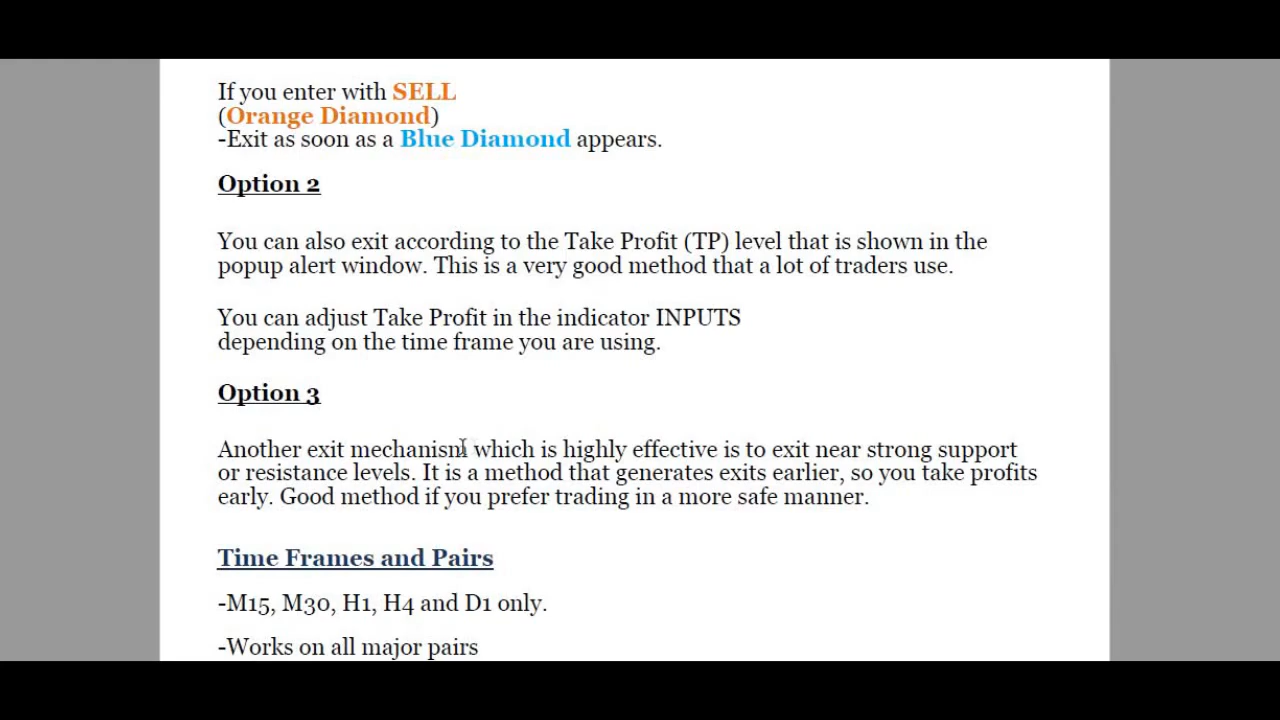 If you enter with SELL
(Orange Diamond)
-Exit as soon as a Blue Diamond appears.
Option 2
You can also exit according to the Take Profit (TP) level that is shown in the
popup alert window. This is a very good method that a lot of traders use.
You can adjust Take Profit in the indicator INPUTS
depending on the time frame you are using.
Option 3
Another exit mechanism which is highly effective is to exit near strong support
or resistance levels. It is a method that generates exits earlier, so you take profits
early. Good method if you prefer trading in a more safe manner.
Time Frames and Pairs
-M15, M30, H1, H4 and D1 only.
-Works on all major pairs